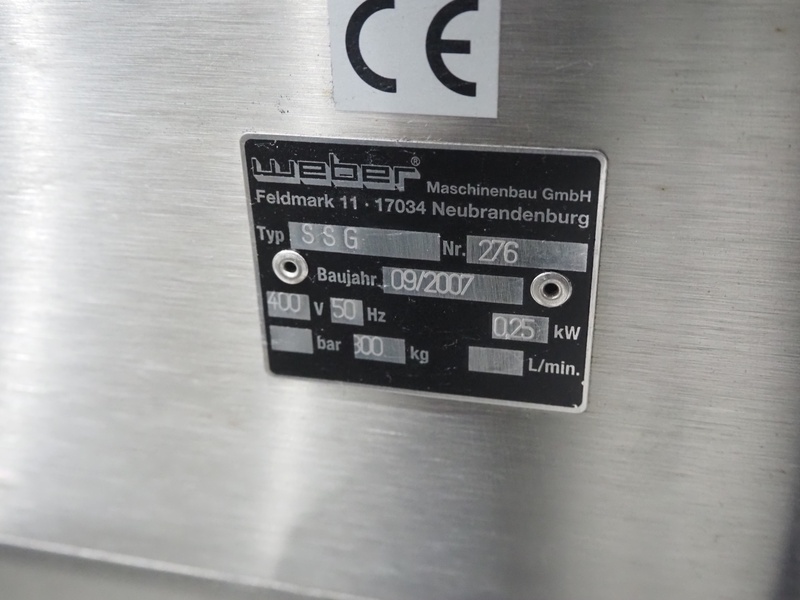 CE
weber® Maschinenbau GmbH
Feldmark 11 · 17034 Neubrandenburg
Typ SSG Nr. 276
Baujahr 09/2007
400 V 50 Hz 0,25 kW
bar 300 kg L/min.